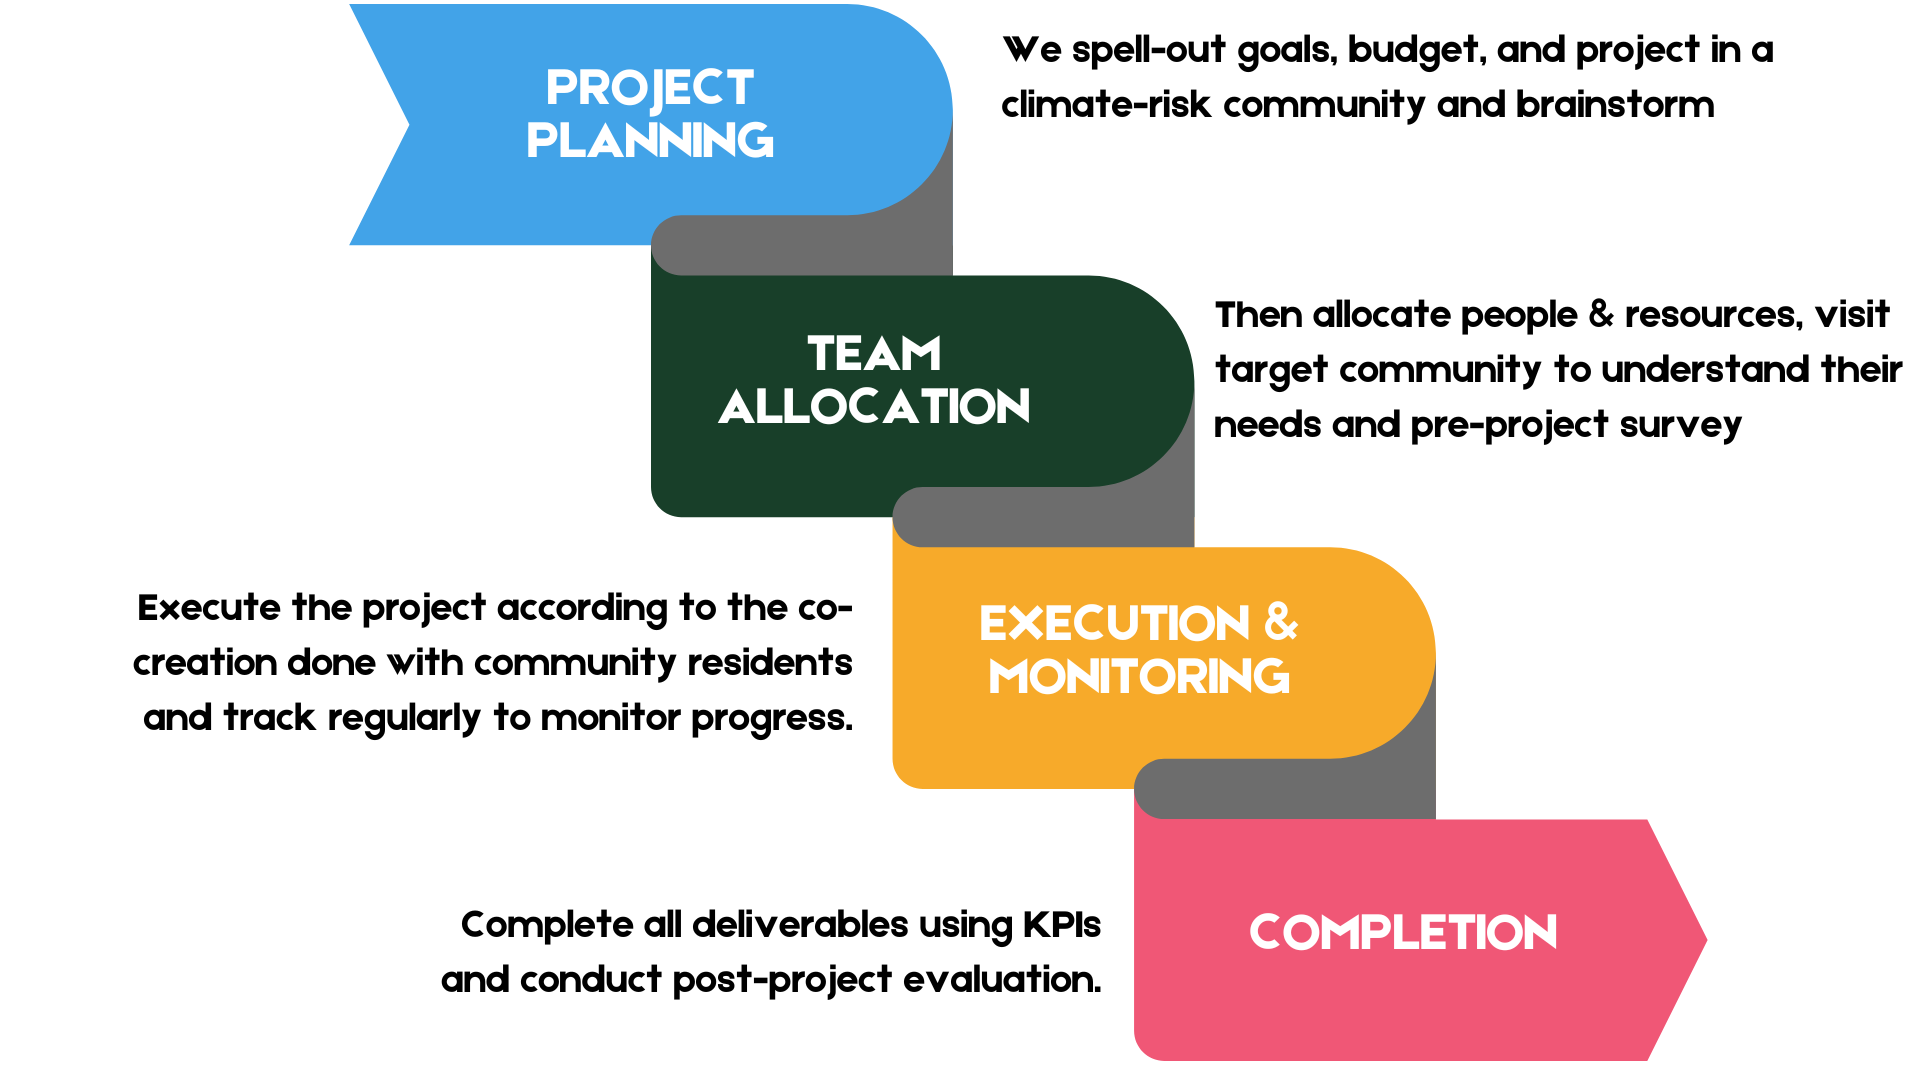 PROJECT
PLANNING
We spell-out goals, budget, and project in a
climate-risk community and brainstorm
TEAM
ALLOCATION
Then allocate people & resources, visit
target community to understand their
needs and pre-project survey
Execute the project according to the co-
creation done with community residents
and track regularly to monitor progress.
EXECUTION &
MONITORING
Complete all deliverables using KPIs
and conduct post-project evaluation.
COMPLETION